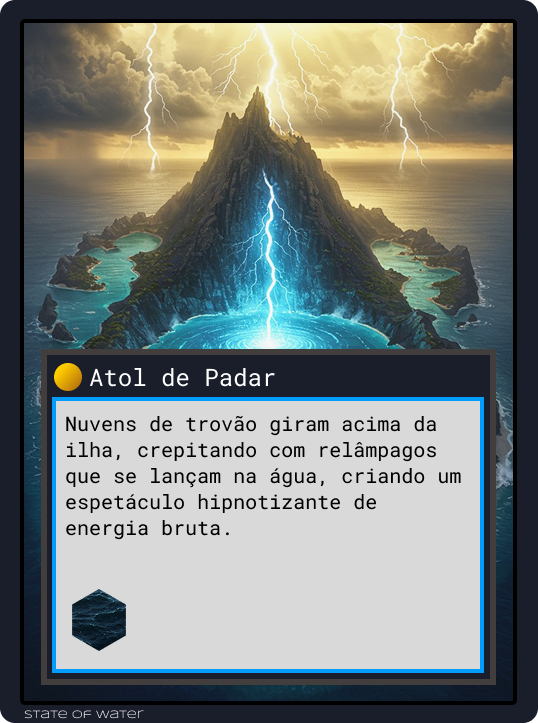 Atol de Padar
Nuvens de trovão giram acima da
ilha, crepitando com relâmpagos
que se lançam na água, criando um
espetáculo hipnotizante de
energia bruta.
STATE OF WATER